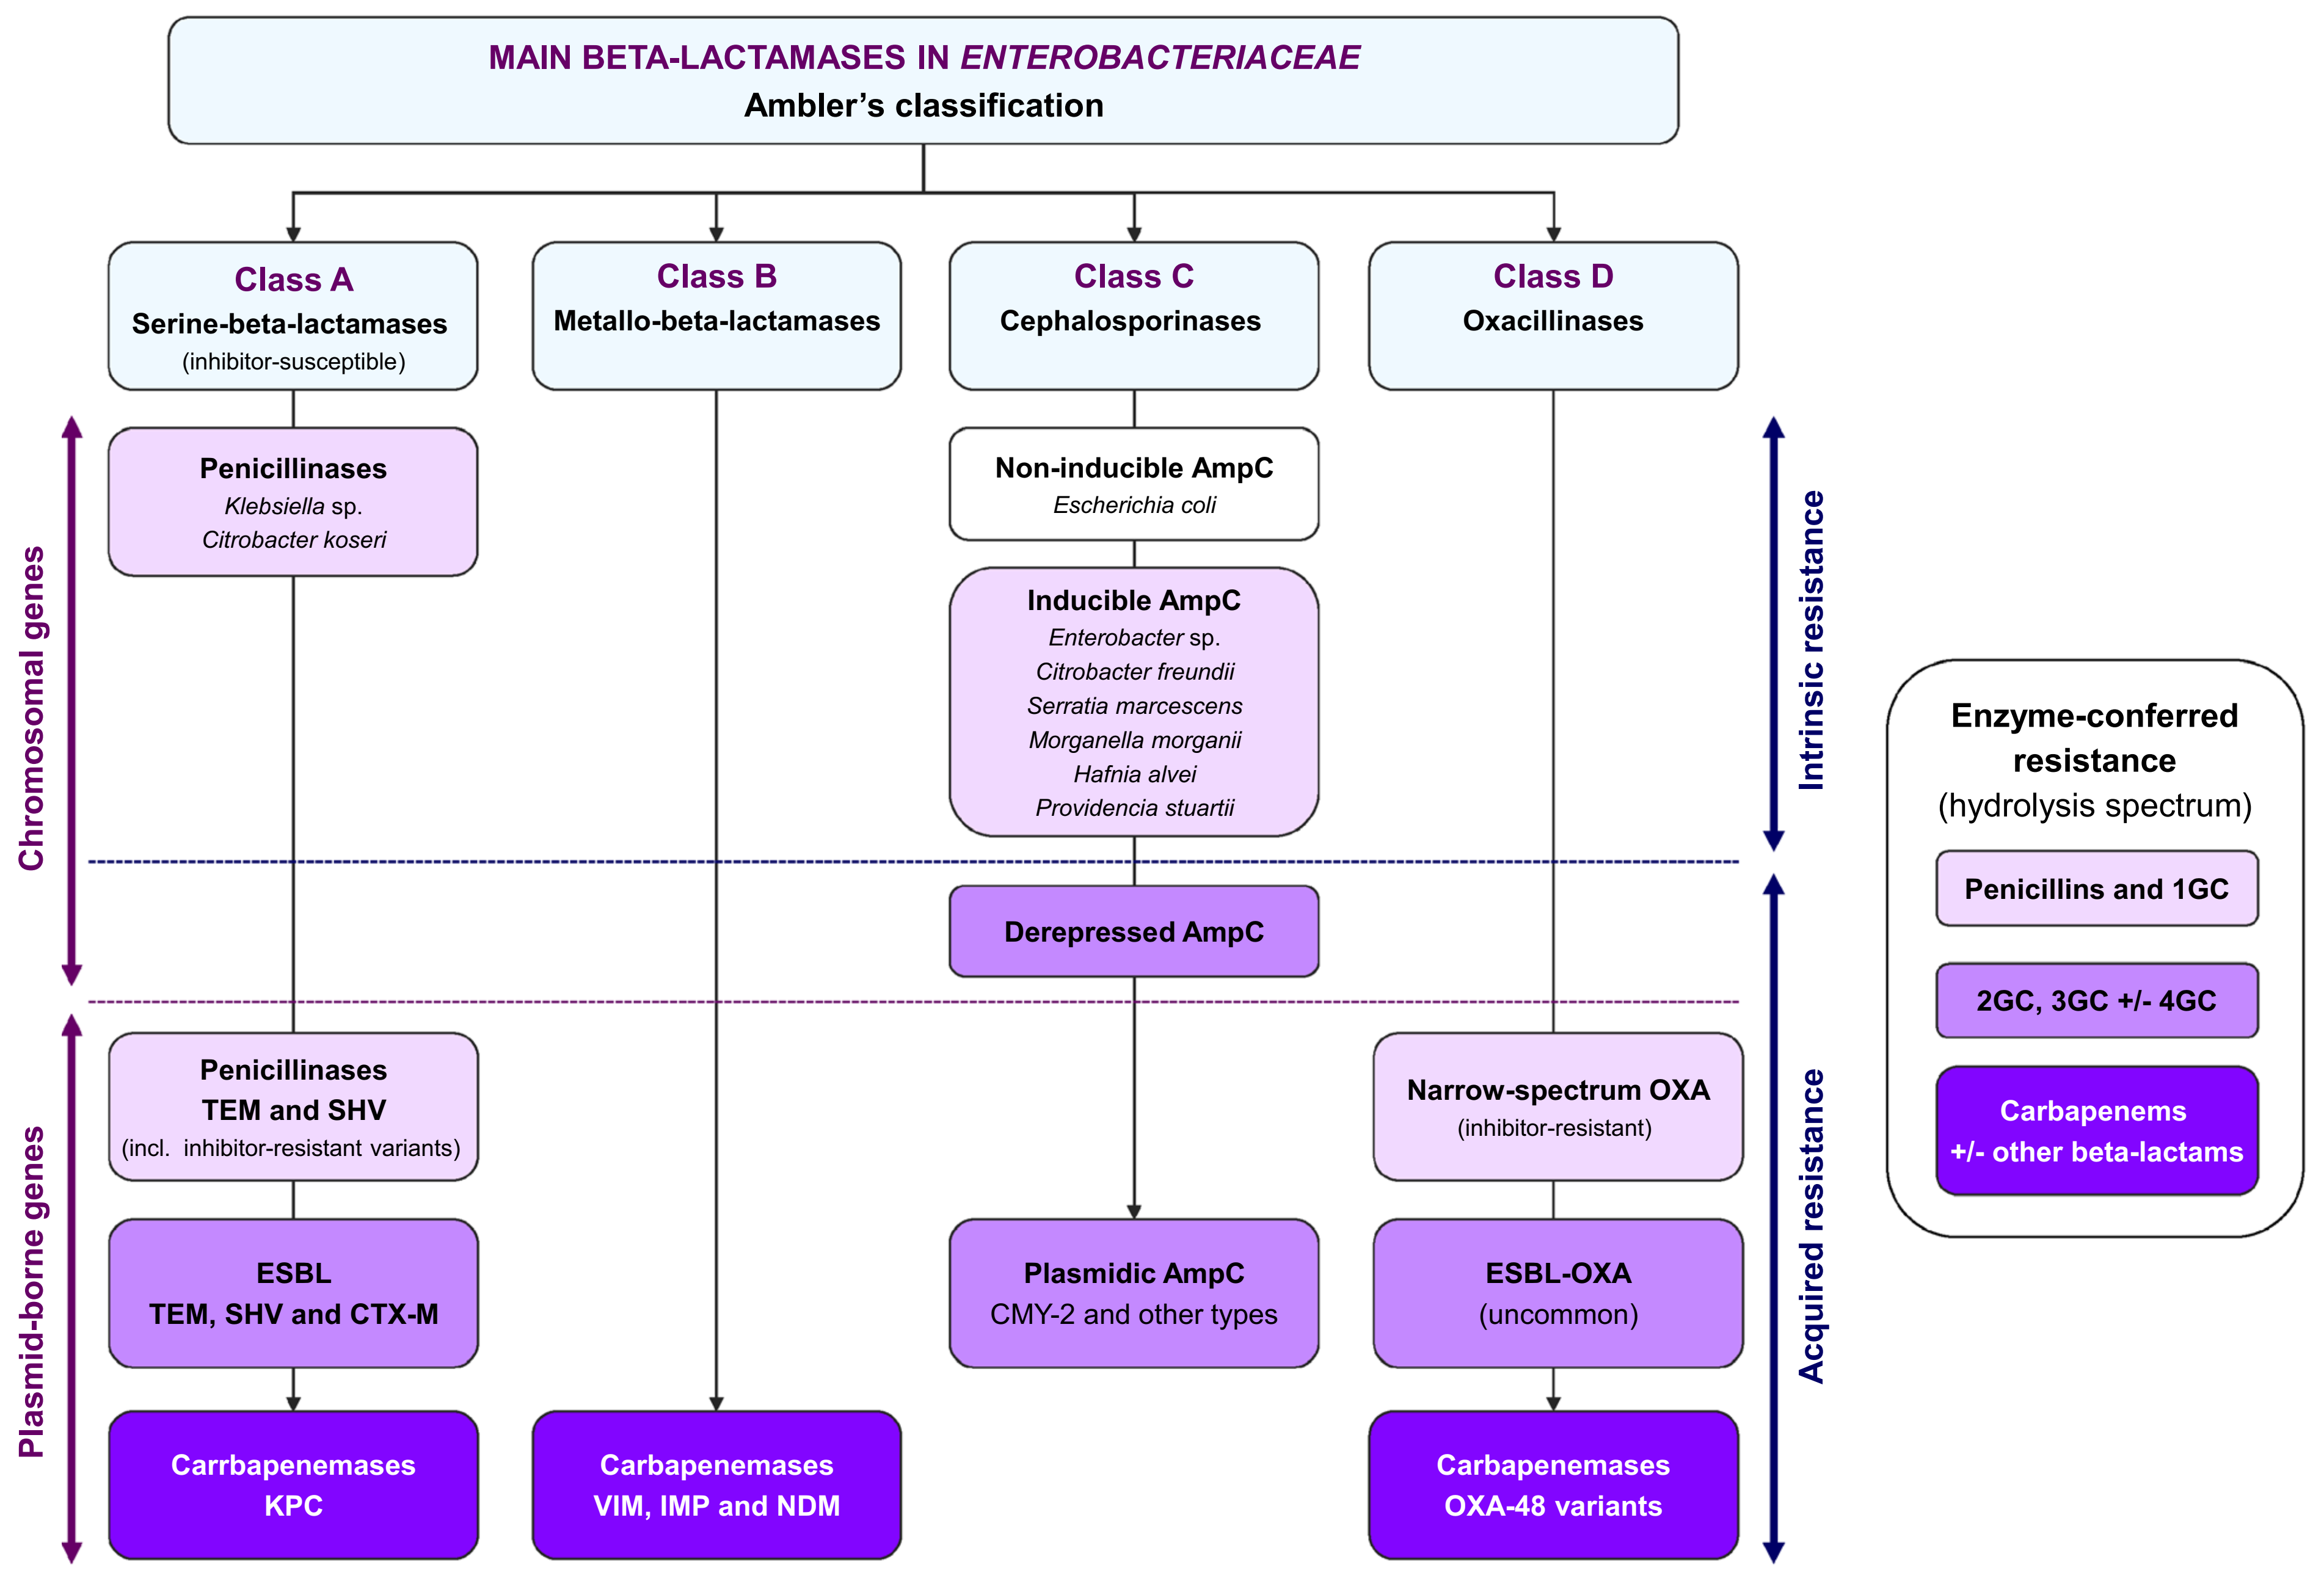 MAIN BETA-LACTAMASES IN ENTEROBACTERIACEAE
Ambler’s classification
Class A
Serine-beta-lactamases
(inhibitor-susceptible)
Class B
Metallo-beta-lactamases
Class C
Cephalosporinases
Class D
Oxacillinases
Chromosomal genes
Penicillinases
Klebsiella sp.
Citrobacter koseri
Non-inducible AmpC
Escherichia coli
Inducible AmpC
Enterobacter sp.
Citrobacter freundii
Serratia marcescens
Morganella morganii
Hafnia alvei
Providencia stuartii
Intrinsic resistance
Derepressed AmpC
Plasmid-borne genes
Penicillinases
TEM and SHV
(incl. inhibitor-resistant variants)
Narrow-spectrum OXA
(inhibitor-resistant)
ESBL
TEM, SHV and CTX-M
Plasmidic AmpC
CMY-2 and other types
ESBL-OXA
(uncommon)
Carrbapenemases
KPC
Carbapenemases
VIM, IMP and NDM
Carbapenemases
OXA-48 variants
Acquired resistance
Enzyme-conferred
resistance
(hydrolysis spectrum)
Penicillins and 1GC
2GC, 3GC +/- 4GC
Carbapenems
+/- other beta-lactams